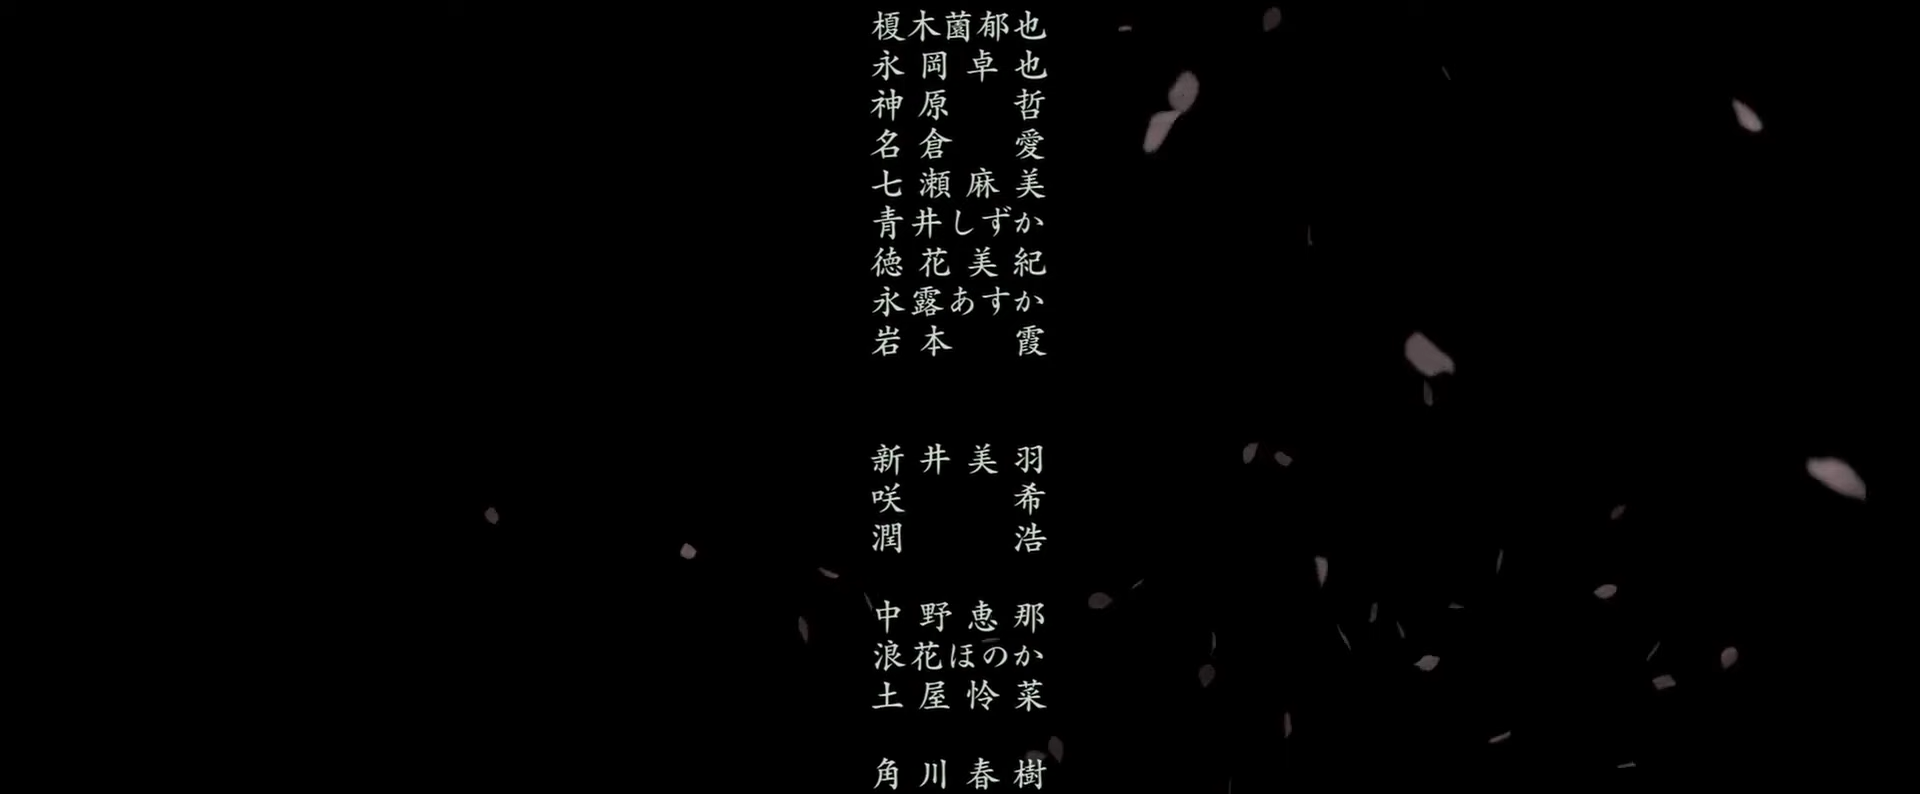 榎木薗郁也
永岡卓也
神原哲
名倉愛
七瀬麻美
青井しずか
徳花美紀
永露あすか
岩本霞
新井美羽
咲希
潤浩
中野恵那
浪花ほのか
土屋怜菜
角川春樹